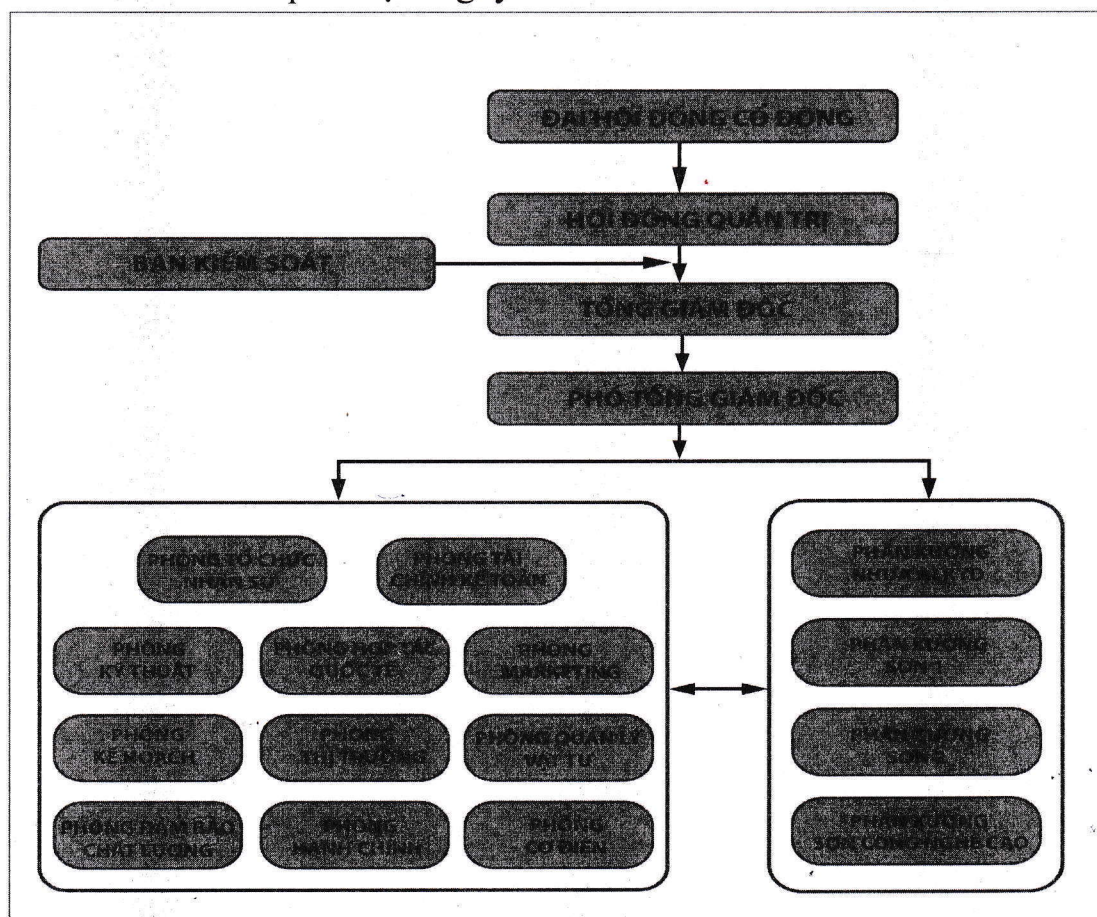 ĐẠI HỘI ĐỒNG CỔ ĐÔNG
HỘI ĐỒNG QUẢN TRỊ
BAN KIỂM SOÁT
TỔNG GIÁM ĐỐC
PHÓ TỔNG GIÁM ĐỐC
PHÒNG TỔ CHỨC
NHÂN SỰ
PHÒNG TÀI
CHÍNH KẾ TOÁN
PHÒNG
KỸ THUẬT
PHÒNG HỢP TÁC
QUỐC TẾ
PHÒNG
MARKETING
PHÒNG
KẾ HOẠCH
PHÒNG
THỊ TRƯỜNG
PHÒNG QUẢN LÝ
VẬT TƯ
PHÒNG ĐẢM BẢO
CHẤT LƯỢNG
PHÒNG
HÀNH CHÍNH
PHÒNG
CƠ ĐIỆN
PHÂN XƯỞNG
NHỰA ALKYD
PHÂN XƯỞNG
SƠN 1
PHÂN XƯỞNG
SƠN
PHÂN XƯỞNG
SƠN CÔNG NGHỆ CAO